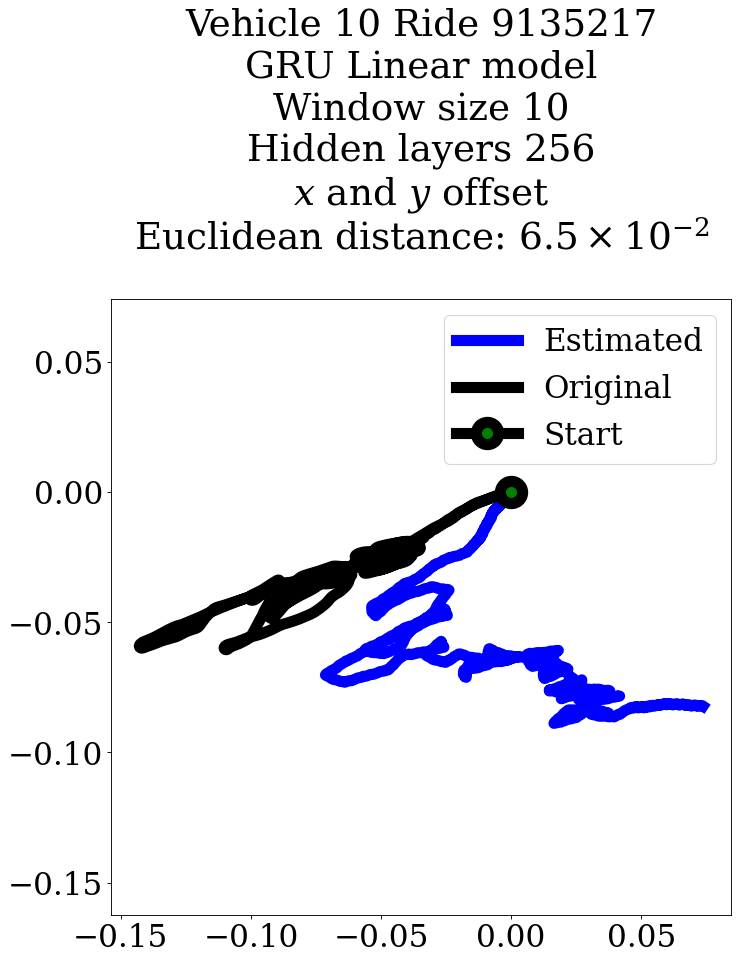 Vehicle 10 Ride 9135217
GRU Linear model
Window size 10
Hidden layers 256
x and y offset
Euclidean distance: 6.5 × 10⁻²
Estimated
Original
Start
0.05
0.00
−0.05
−0.10
−0.15
−0.15 −0.10 −0.05 0.00 0.05